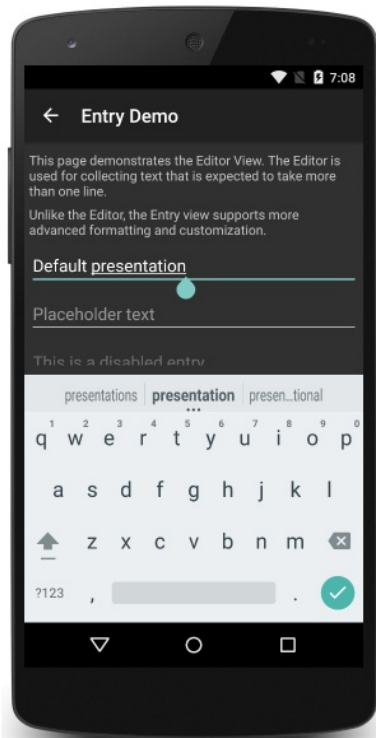 7:08
Entry Demo
This page demonstrates the Editor View. The Editor is
used for collecting text that is expected to take more
than one line.
Unlike the Editor, the Entry view supports more
advanced formatting and customization.
Default presentation
Placeholder text
This is a disabled entry
presentations presentation presen...tional
1 2 3 4 5 6 7 8 9 0
q w e r t y u i o p
a s d f g h j k l
z x c v b n m
?123 , .